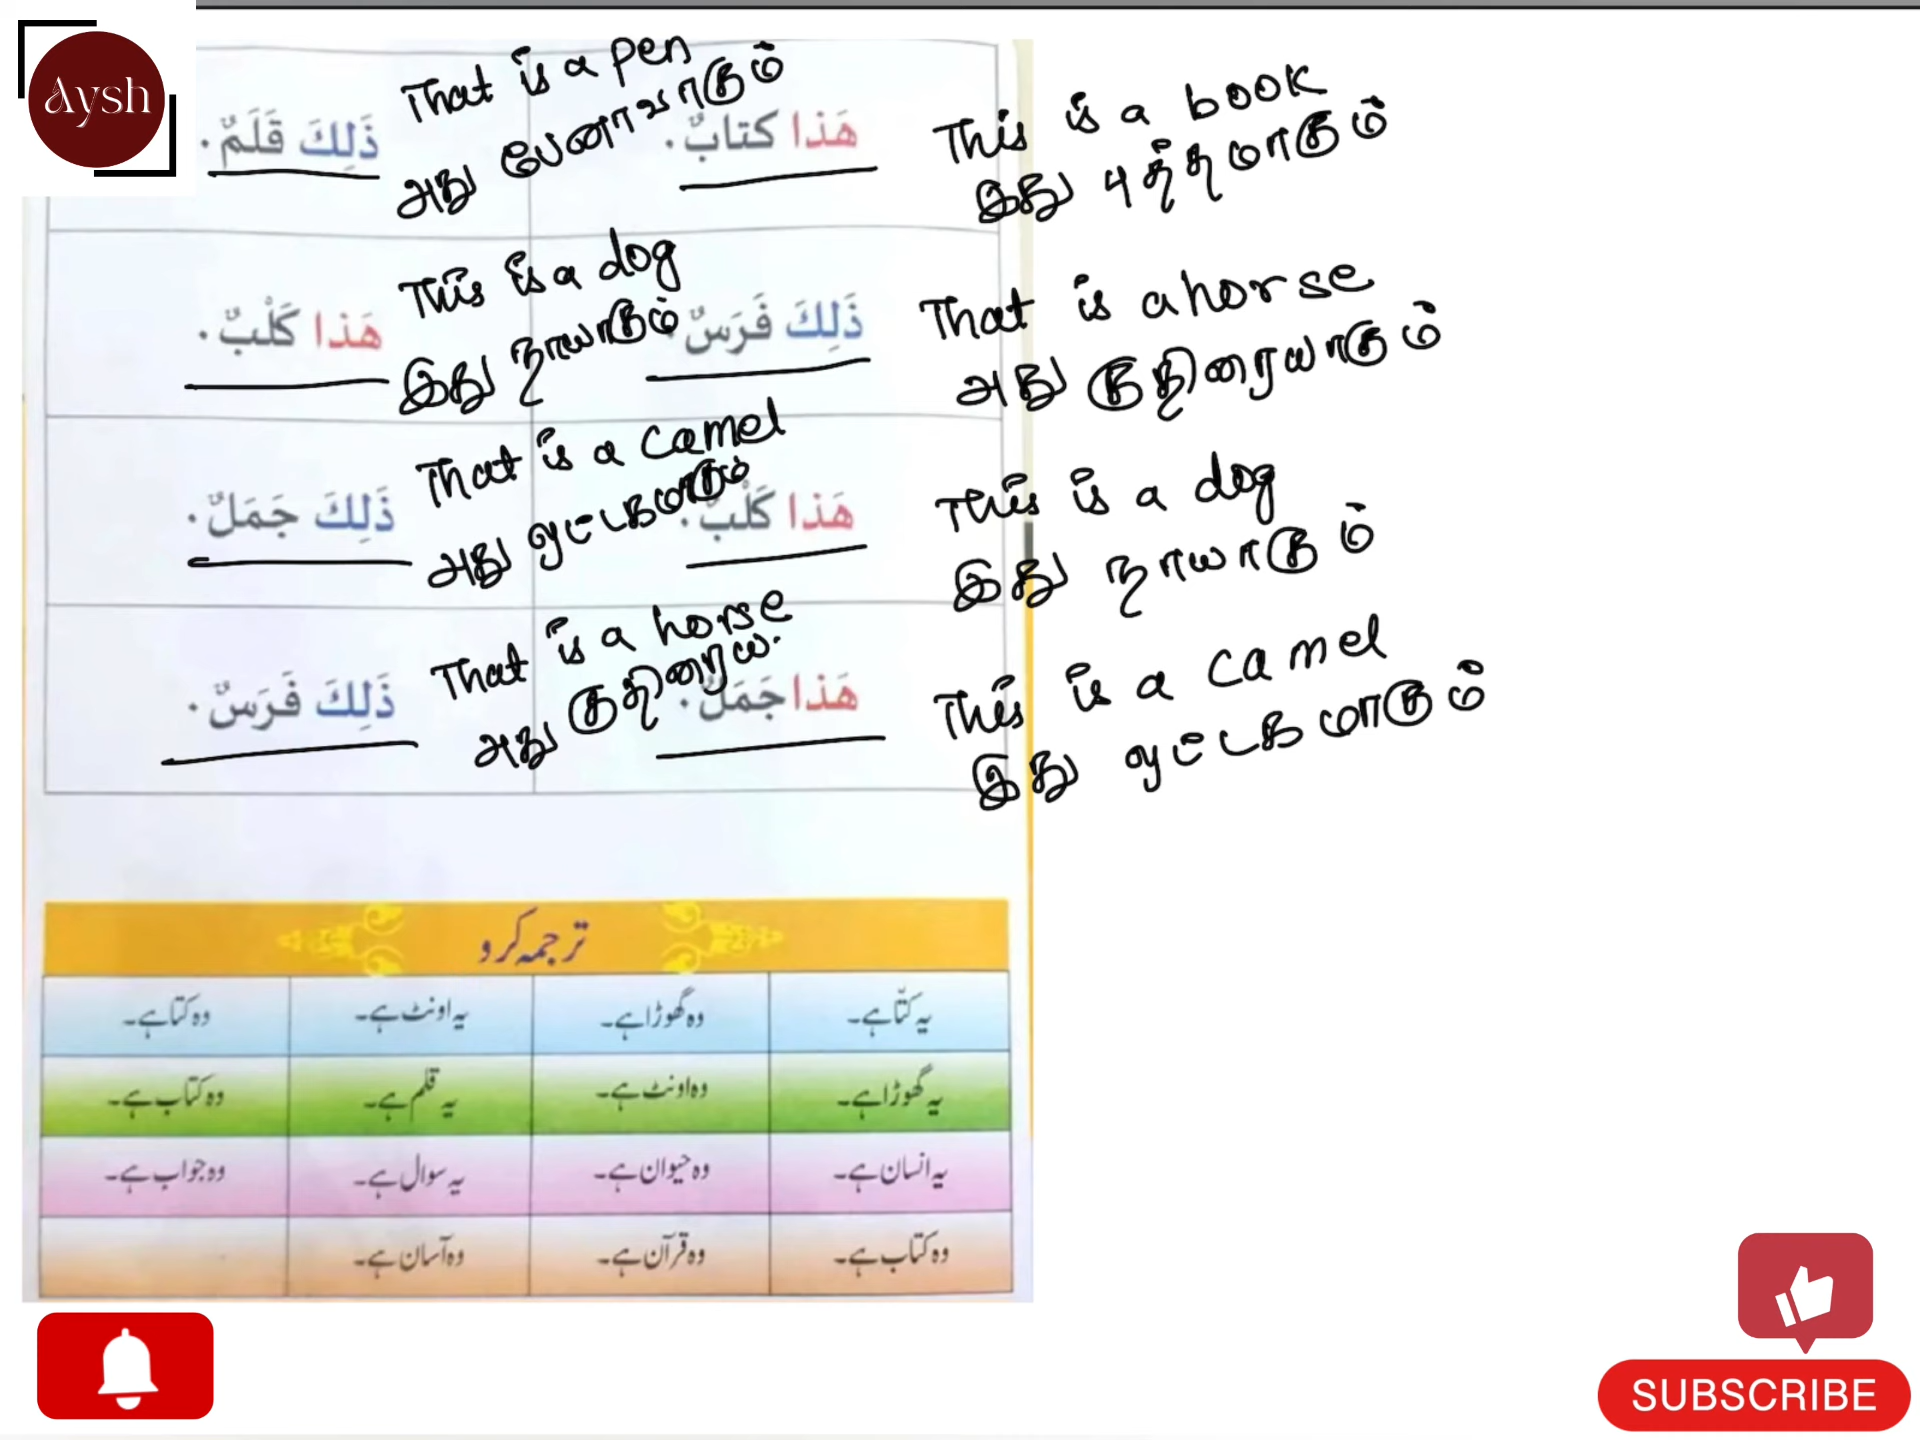 Aysh
هَذا كتابٌ.
This is a book
இது புத்தமாகும்
ذَلِكَ قَلَمٌ.
That is a pen
அது பேனாவாகும்
ذَلِكَ فَرَسٌ.
That is a horse
அது குதிரையாகும்
هَذا كَلْبٌ.
This is a dog
இது நாயாகும்
هَذا كَلْبٌ.
This is a dog
இது நாயாகும்
ذَلِكَ جَمَلٌ.
That is a camel
அது ஒட்டகமாகும்
هَذا جَمَلٌ.
This is a camel
இது ஒட்டகமாகும்
ذَلِكَ فَرَسٌ.
That is a horse
அது குதிரைய.
ترجمہ کرو
یہ کتّا ہے۔ وہ گھوڑا ہے۔ یہ اونٹ ہے۔ وہ کتا ہے۔
یہ گھوڑا ہے۔ وہ اونٹ ہے۔ یہ قلم ہے۔ وہ کتاب ہے۔
یہ انسان ہے۔ وہ حیوان ہے۔ یہ سوال ہے۔ وہ جواب ہے۔
وہ کتاب ہے۔ وہ قرآن ہے۔ وہ آسان ہے۔
SUBSCRIBE